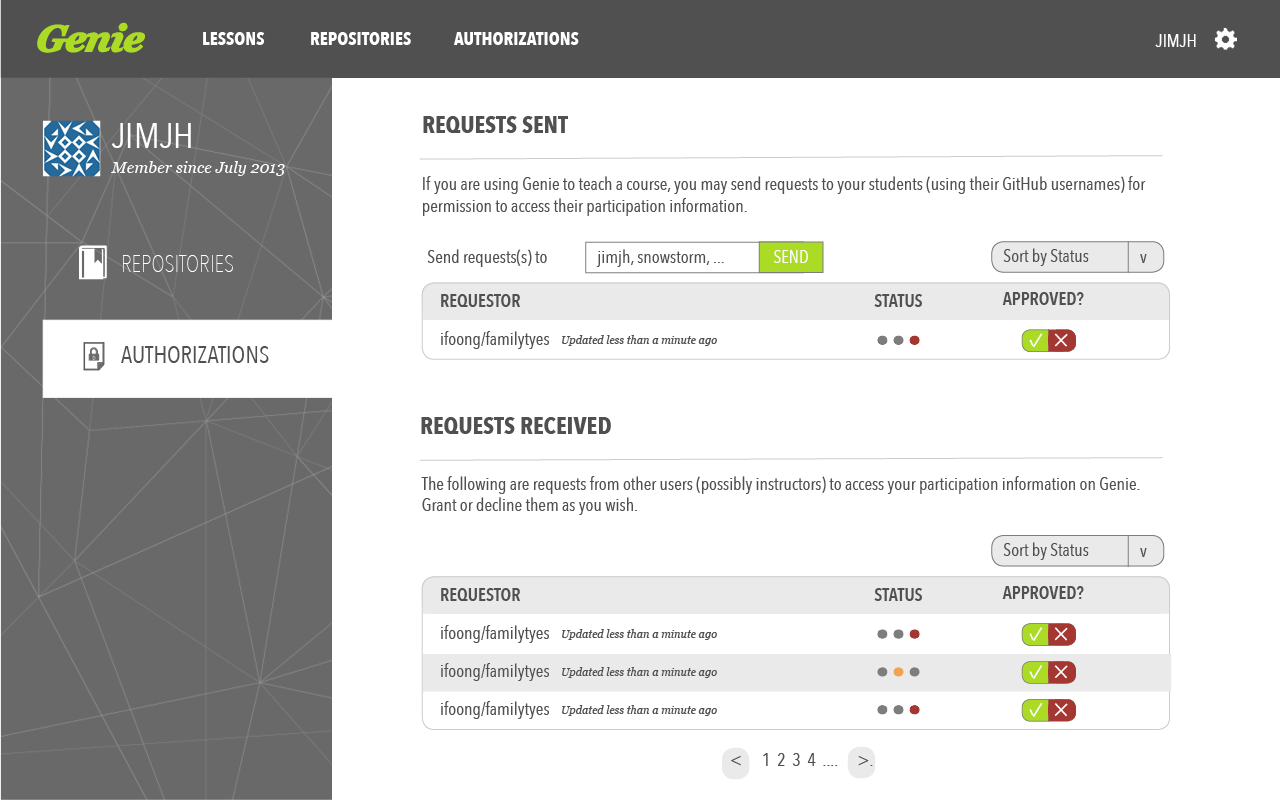 Genie LESSONS REPOSITORIES AUTHORIZATIONS JIMJH
JIMJH
Member since July 2013
REPOSITORIES
AUTHORIZATIONS
REQUESTS SENT
If you are using Genie to teach a course, you may send requests to your students (using their GitHub usernames) for
permission to access their participation information.
Send requests(s) to jimjh, snowstorm, ... SEND Sort by Status v
REQUESTOR STATUS APPROVED?
ifoong/familytyes Updated less than a minute ago
REQUESTS RECEIVED
The following are requests from other users (possibly instructors) to access your participation information on Genie.
Grant or decline them as you wish.
Sort by Status v
REQUESTOR STATUS APPROVED?
ifoong/familytyes Updated less than a minute ago
ifoong/familytyes Updated less than a minute ago
ifoong/familytyes Updated less than a minute ago
< 1 2 3 4 .... >.